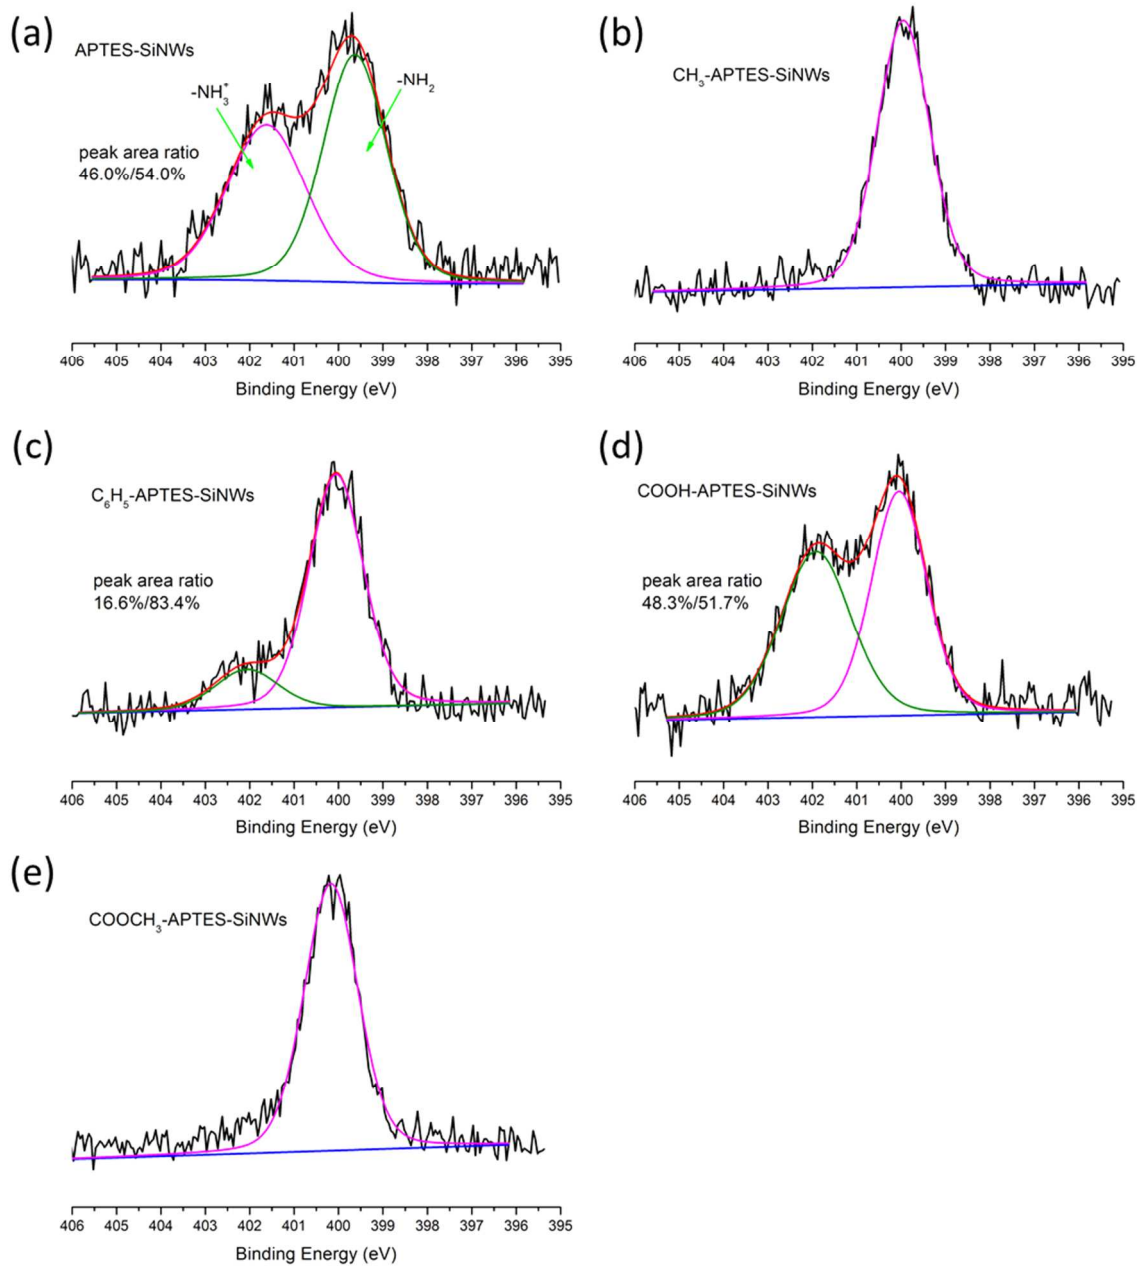 (a)
APTES-SiNWs
-NH₃⁺
-NH₂
peak area ratio
46.0%/54.0%
406 405 404 403 402 401 400 399 398 397 396 395
Binding Energy (eV)
(b)
CH₃-APTES-SiNWs
406 405 404 403 402 401 400 399 398 397 396 395
Binding Energy (eV)
(c)
C₆H₅-APTES-SiNWs
peak area ratio
16.6%/83.4%
406 405 404 403 402 401 400 399 398 397 396 395
Binding Energy (eV)
(d)
COOH-APTES-SiNWs
peak area ratio
48.3%/51.7%
406 405 404 403 402 401 400 399 398 397 396 395
Binding Energy (eV)
(e)
COOCH₃-APTES-SiNWs
406 405 404 403 402 401 400 399 398 397 396 395
Binding Energy (eV)